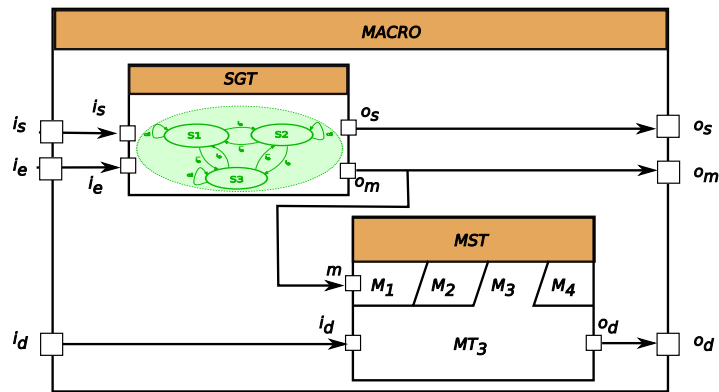 MACRO
SGT
i_s
i_s
o_s
o_s
S1
S2
i_e
i_e
S3
o_m
o_m
MST
m
M_1
M_2
M_3
M_4
i_d
i_d
MT_3
o_d
o_d